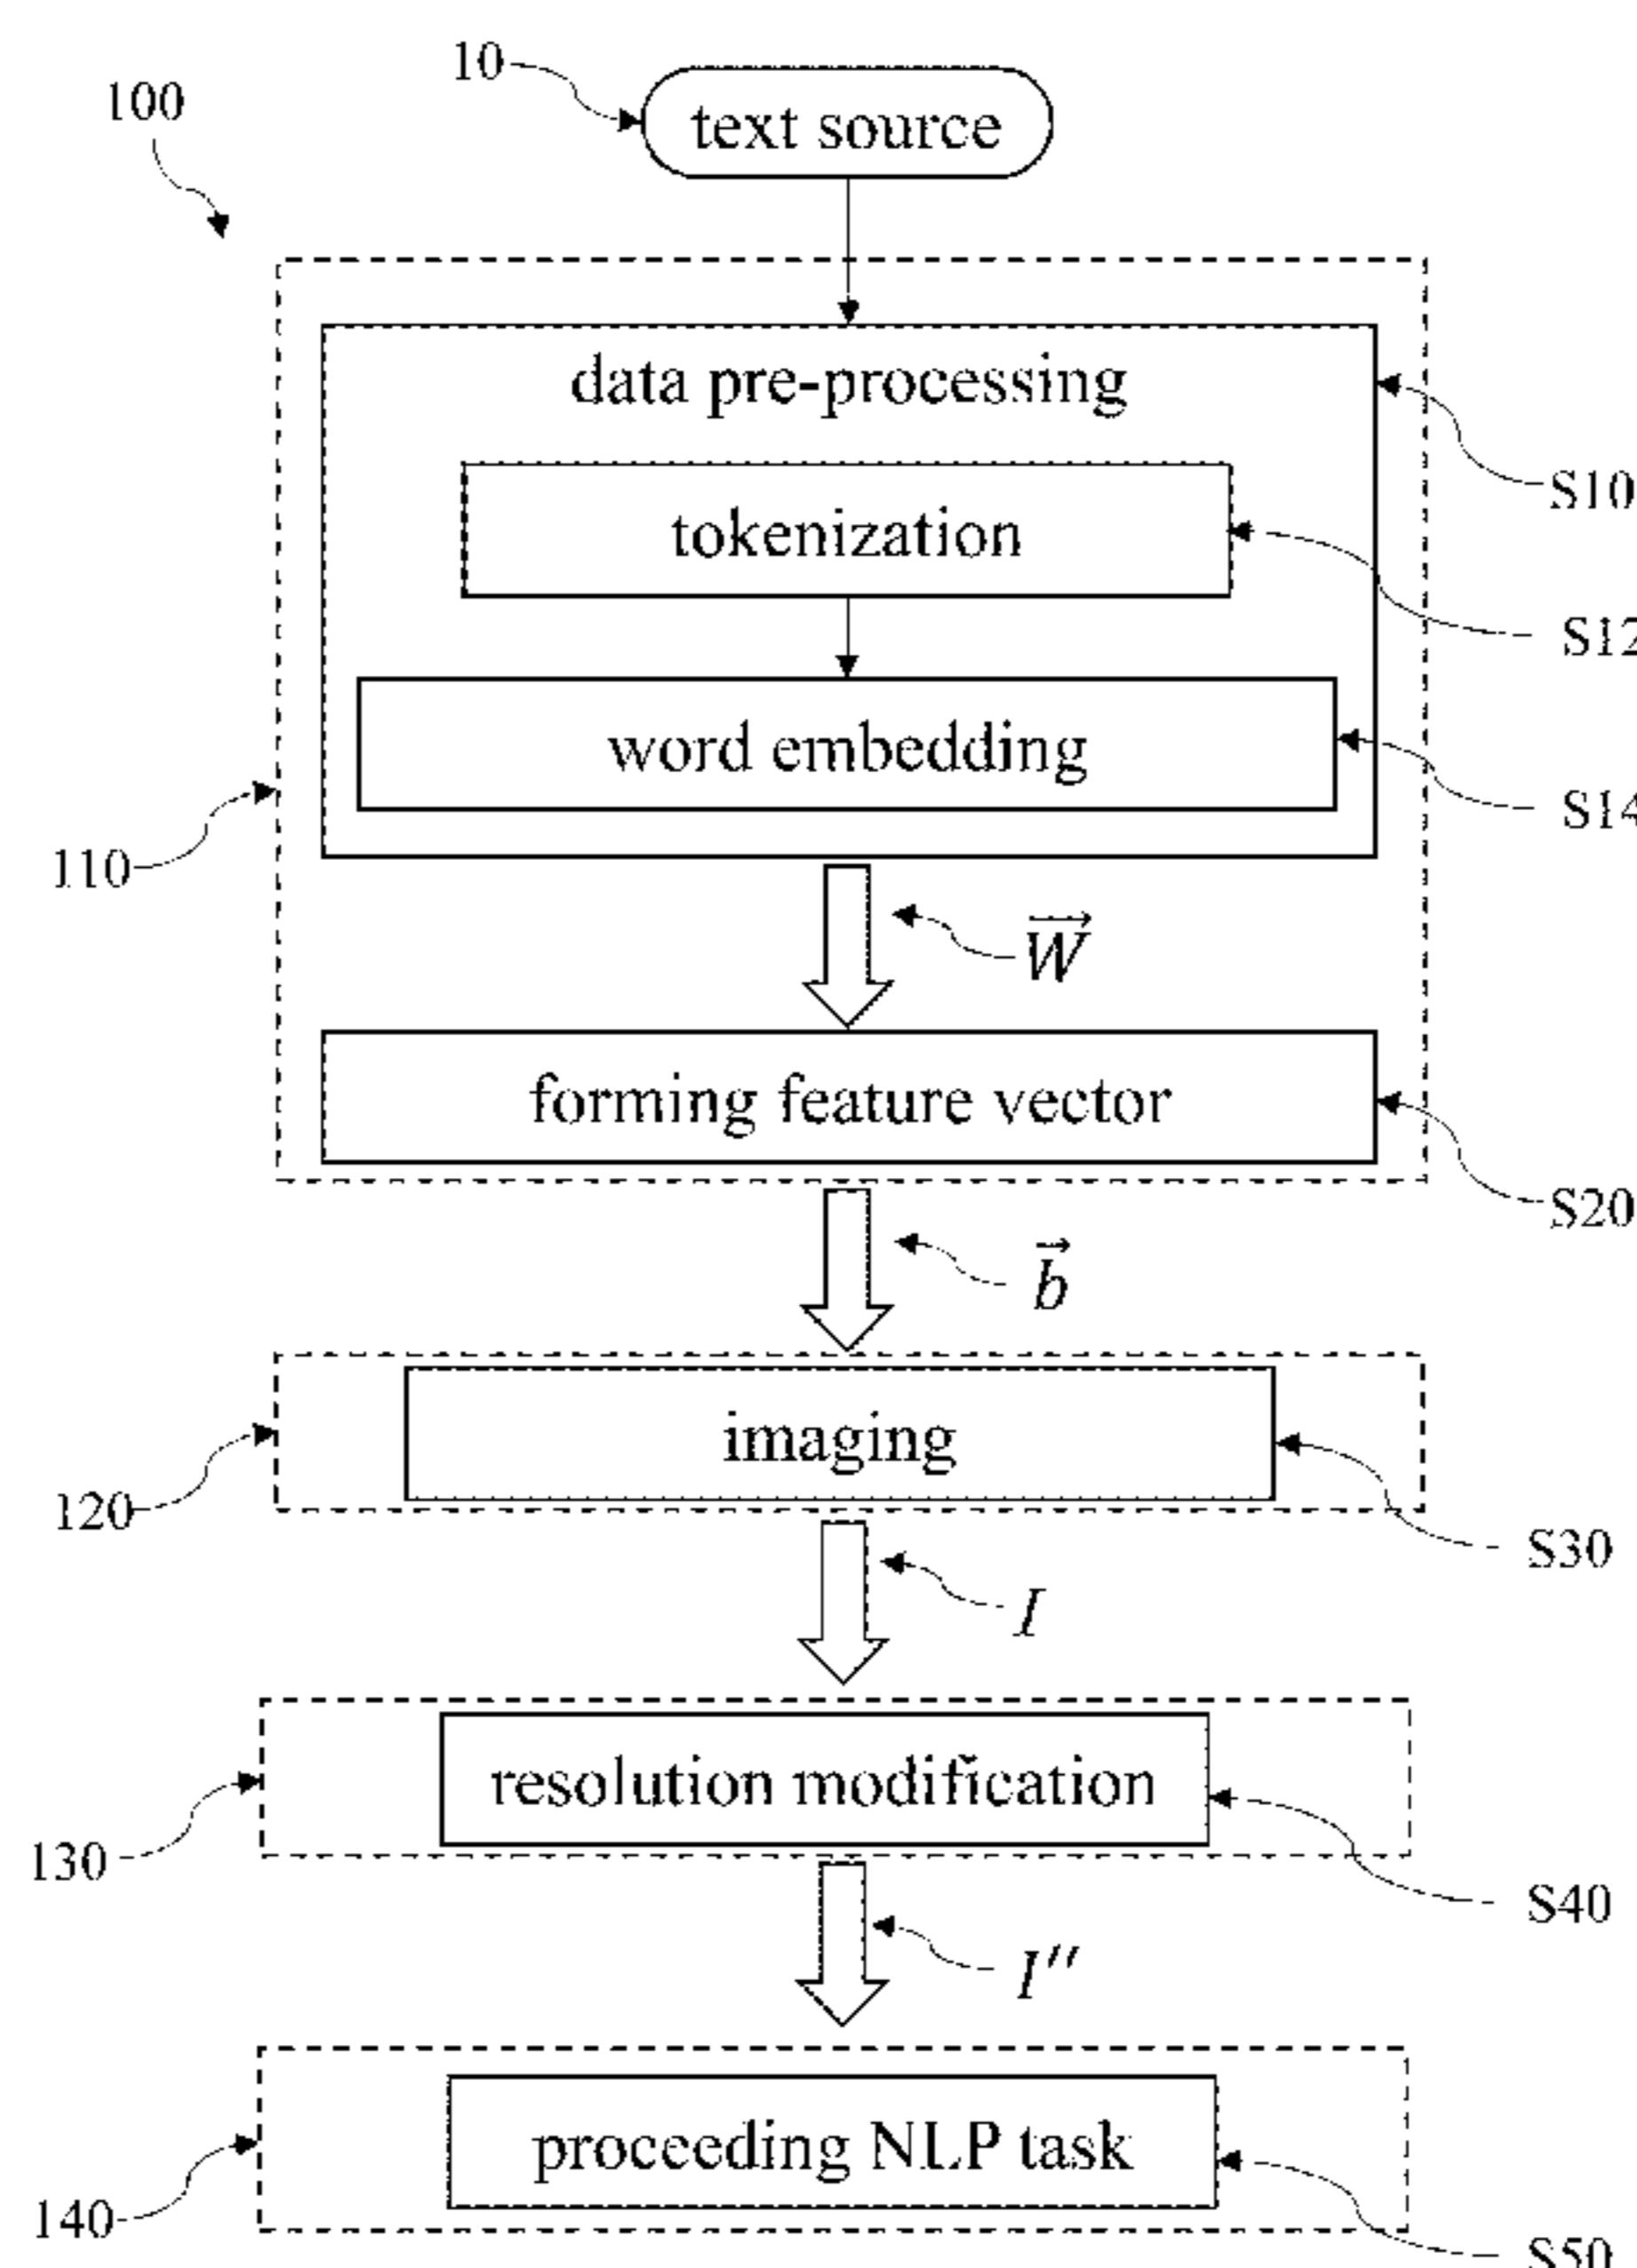 10
100
text source
data pre-processing
S10
tokenization
S12
word embedding
S14
110
W
forming feature vector
S20
b
imaging
120
S30
I
resolution modification
130
S40
I″
proceeding NLP task
140
S50